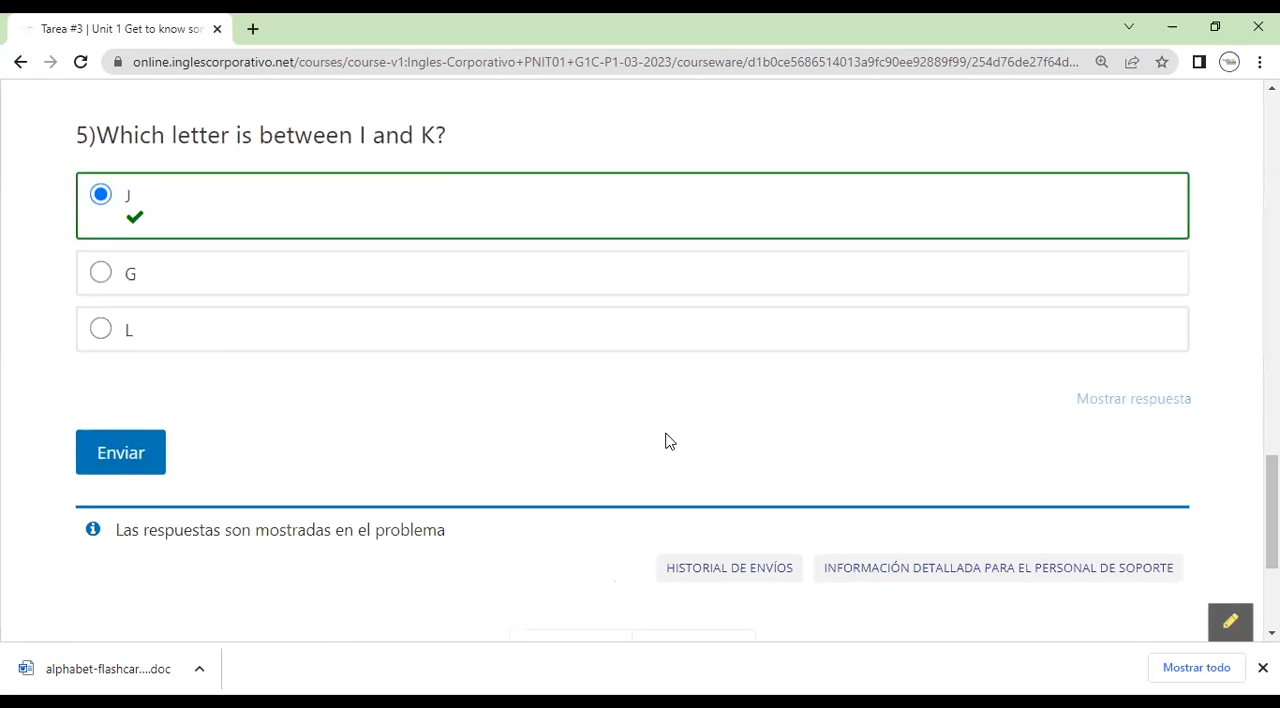 Tarea #3 | Unit 1 Get to know sor
online.inglescorporativo.net/courses/course-v1:Ingles-Corporativo+PNIT01+G1C-P1-03-2023/courseware/d1b0ce5686514013a9fc90ee92889f99/254d76de27f64d...
5)Which letter is between I and K?
J
G
L
Mostrar respuesta
Enviar
Las respuestas son mostradas en el problema
HISTORIAL DE ENVÍOS
INFORMACIÓN DETALLADA PARA EL PERSONAL DE SOPORTE
alphabet-flashcar....doc
Mostrar todo